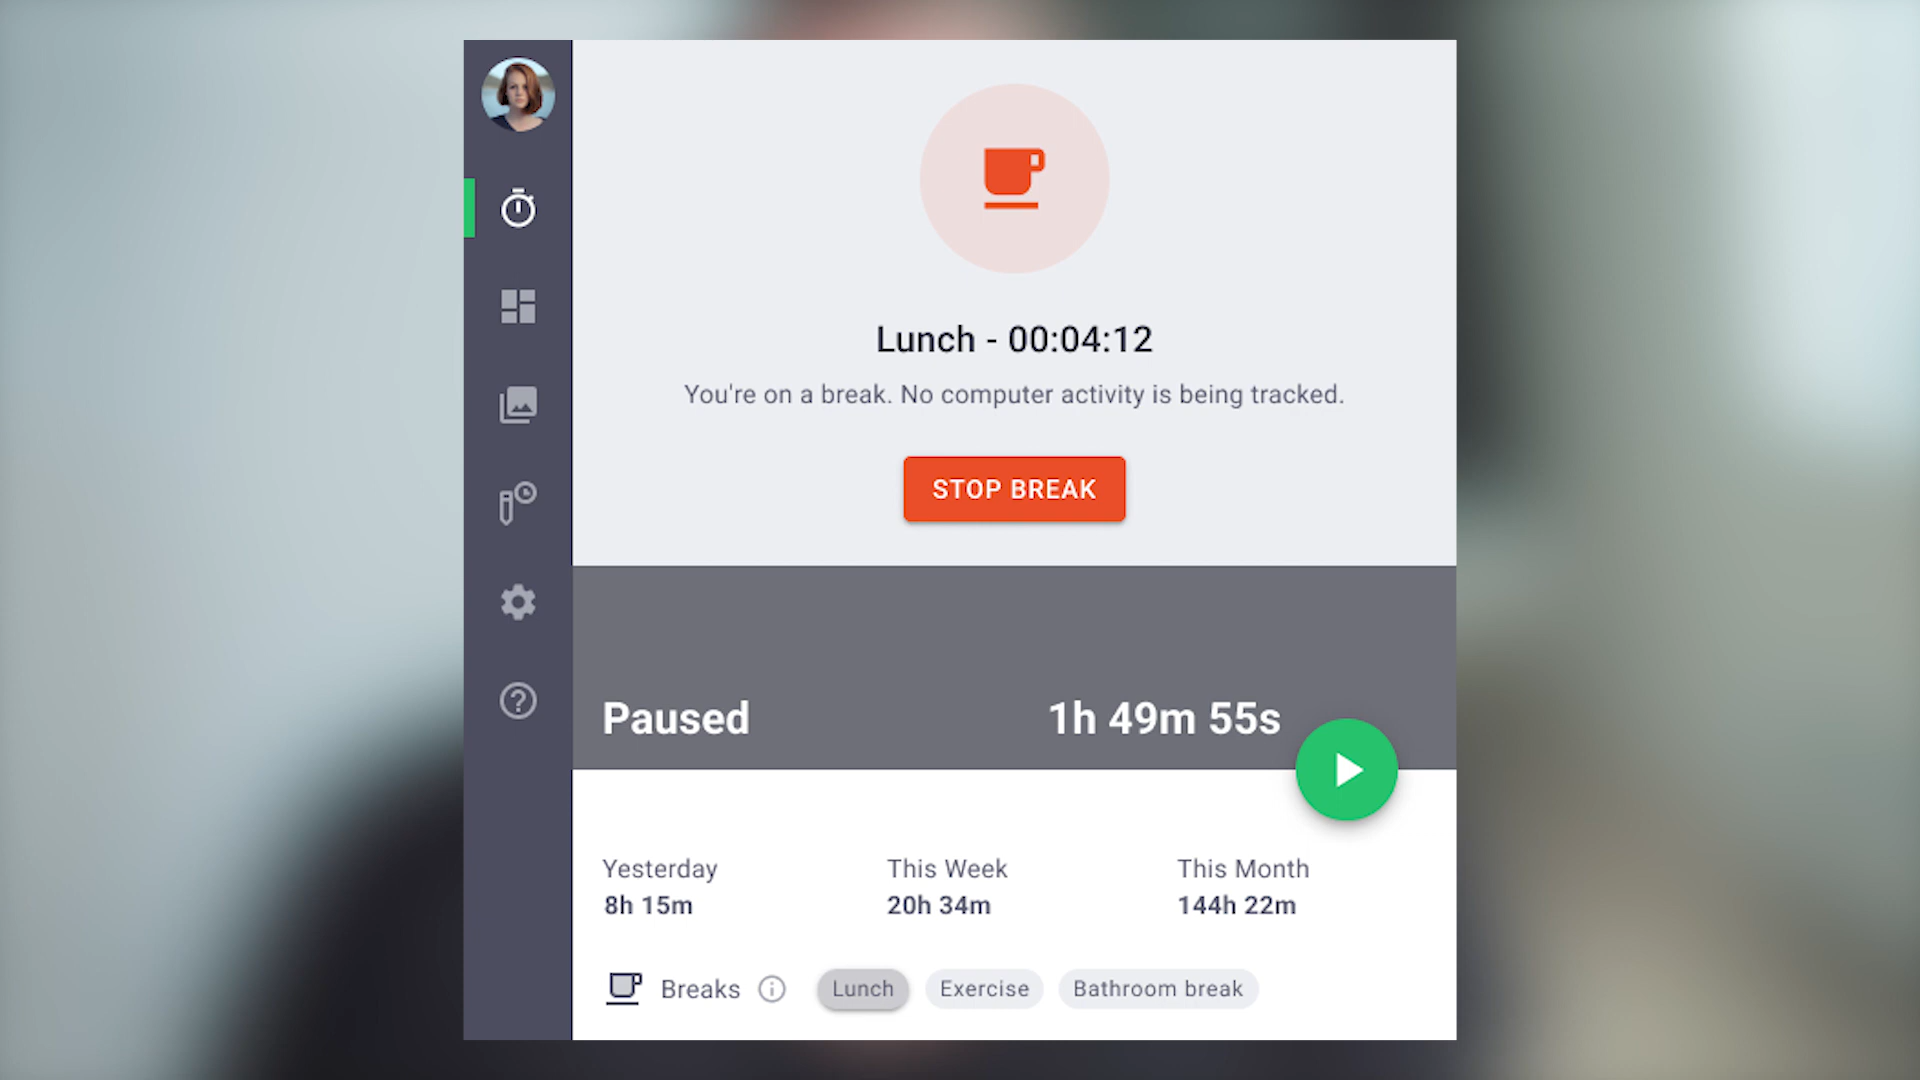 Lunch - 00:04:12
You're on a break. No computer activity is being tracked.
STOP BREAK
Paused 1h 49m 55s
Yesterday This Week This Month
8h 15m 20h 34m 144h 22m
Breaks Lunch Exercise Bathroom break